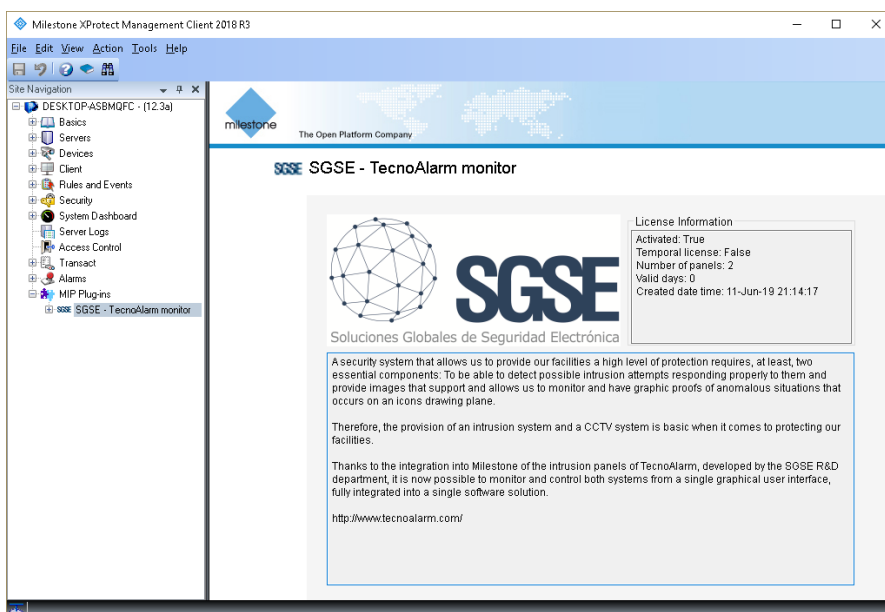 Milestone XProtect Management Client 2018 R3
File Edit View Action Tools Help
Site Navigation
DESKTOP-ASBMQFC - (12.3a)
Basics
Servers
Devices
Client
Rules and Events
Security
System Dashboard
Server Logs
Access Control
Transact
Alarms
MIP Plug-ins
SGSE SGSE - TecnoAlarm monitor
milestone
The Open Platform Company
SGSE SGSE - TecnoAlarm monitor
SGSE
Soluciones Globales de Seguridad Electrónica
License Information
Activated: True
Temporal license: False
Number of panels: 2
Valid days: 0
Created date time: 11-Jun-19 21:14:17
A security system that allows us to provide our facilities a high level of protection requires, at least, two
essential components: To be able to detect possible intrusion attempts responding properly to them and
provide images that support and allows us to monitor and have graphic proofs of anomalous situations that
occurs on an icons drawing plane.
Therefore, the provision of an intrusion system and a CCTV system is basic when it comes to protecting our
facilities.
Thanks to the integration into Milestone of the intrusion panels of TecnoAlarm, developed by the SGSE R&D
department, it is now possible to monitor and control both systems from a single graphical user interface,
fully integrated into a single software solution.
http://www.tecnoalarm.com/